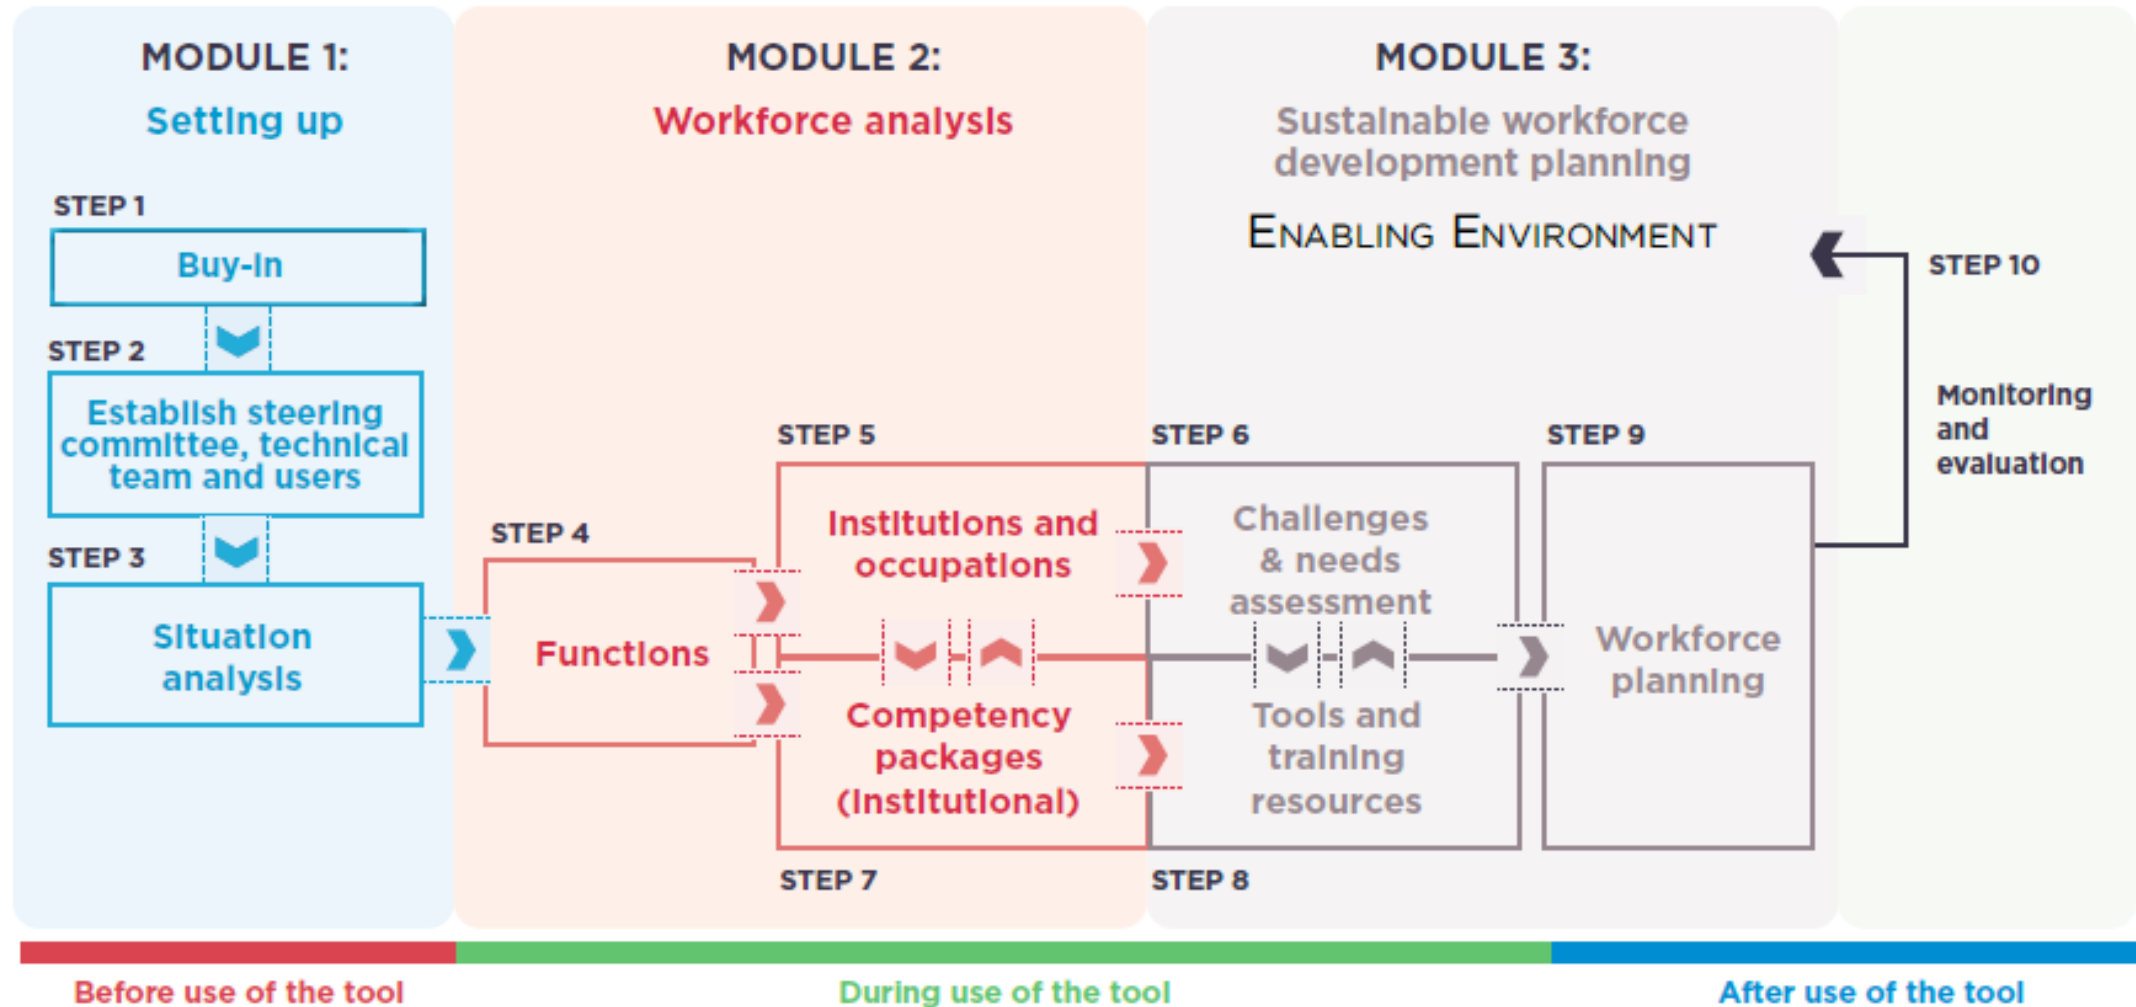 MODULE 1:
Setting up
STEP 1
Buy-in
STEP 2
Establish steering
committee, technical
team and users
STEP 3
Situation
analysis
MODULE 2:
Workforce analysis
STEP 4
Functions
STEP 5
Institutions and
occupations
Competency
packages
(institutional)
STEP 7
MODULE 3:
Sustainable workforce
development planning
ENABLING ENVIRONMENT
STEP 6
Challenges
& needs
assessment
Tools and
training
resources
STEP 8
STEP 9
Workforce
planning
STEP 10
Monitoring
and
evaluation
Before use of the tool
During use of the tool
After use of the tool